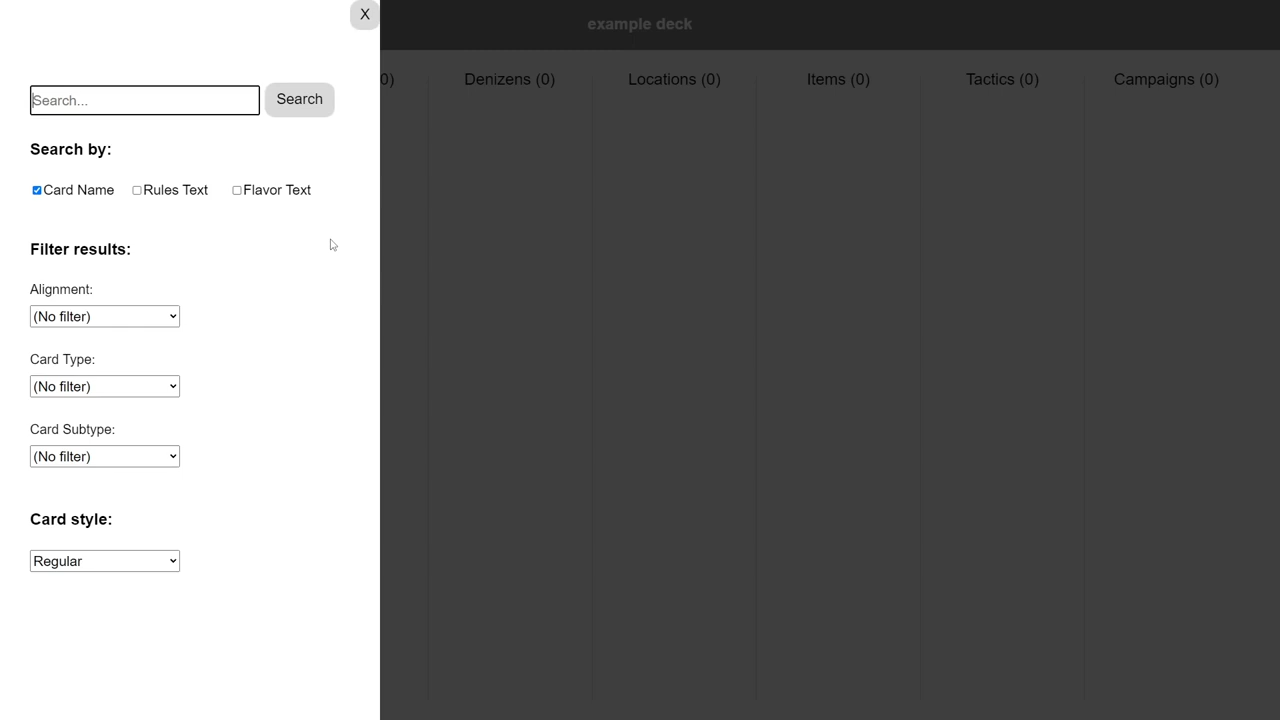 X
example deck
0) Denizens (0) Locations (0) Items (0) Tactics (0) Campaigns (0)
Search... Search
Search by:
Card Name Rules Text Flavor Text
Filter results:
Alignment:
(No filter)
Card Type:
(No filter)
Card Subtype:
(No filter)
Card style:
Regular